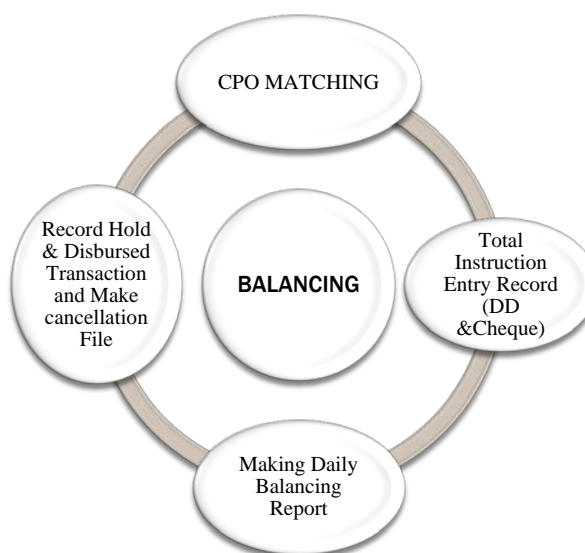 CPO MATCHING
Record Hold
& Disbursed
Transaction
and Make
cancellation
File
BALANCING
Total
Instruction
Entry Record
(DD
&Cheque)
Making Daily
Balancing
Report